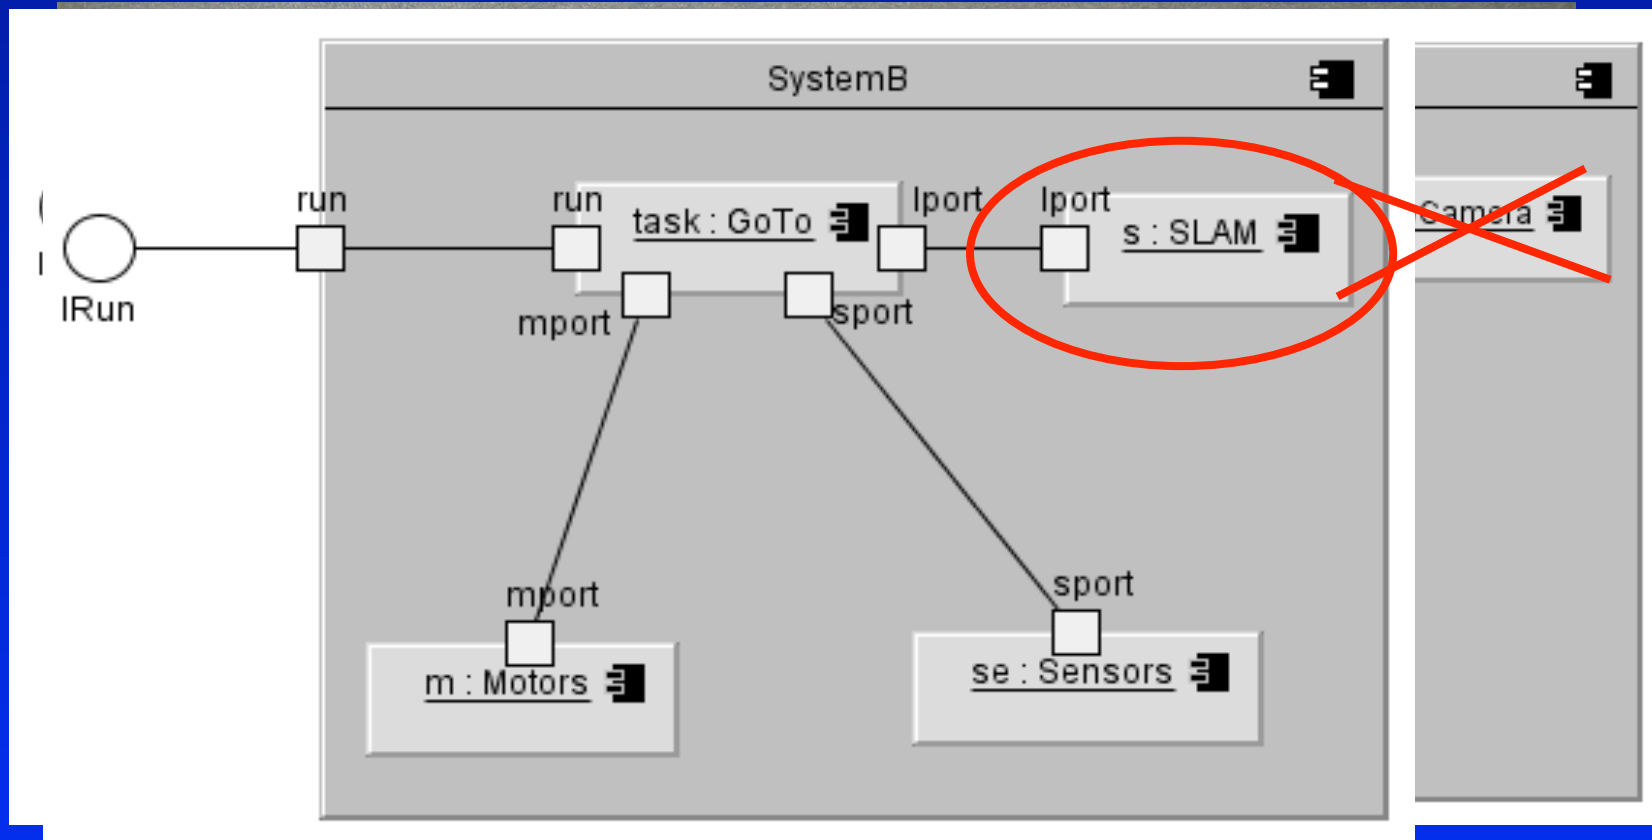 SystemB
run
run
task : GoTo
lport
lport
s : SLAM
Camera
IRun
mport
sport
mport
sport
m : Motors
se : Sensors